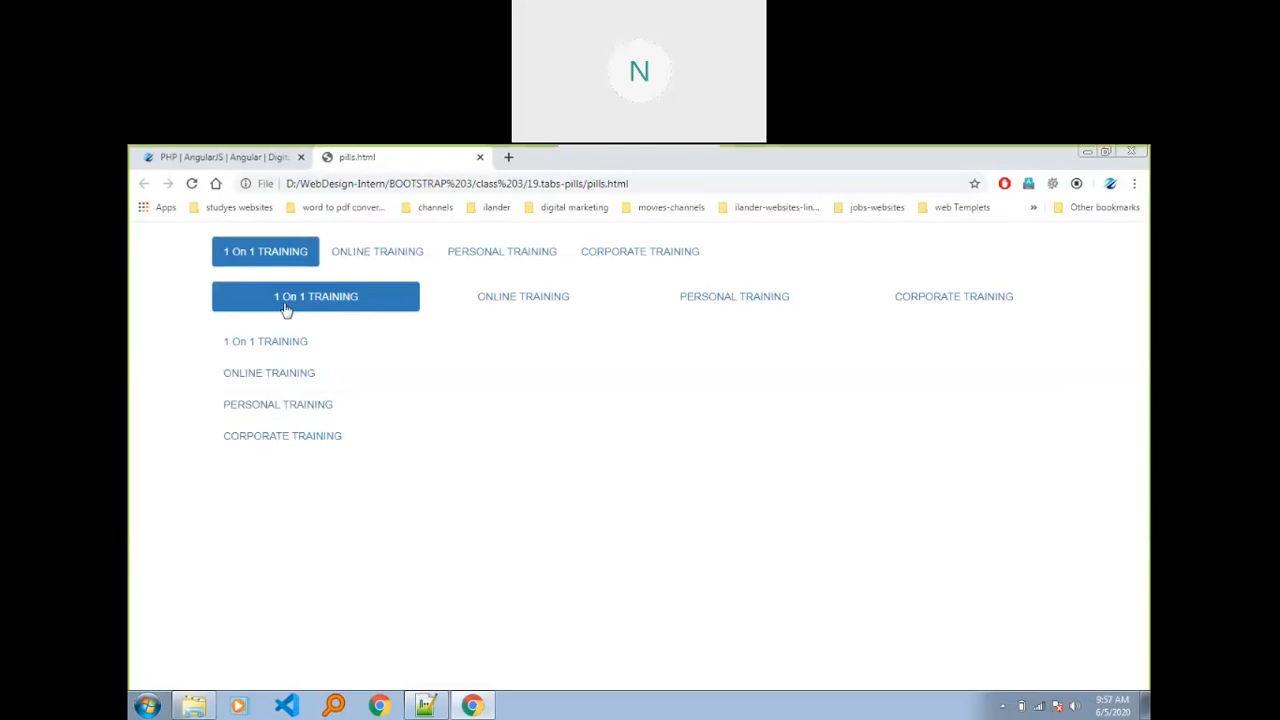 N
PHP | AngularJS | Angular | Digit
pills.html
File D:/WebDesign-Intern/BOOTSTRAP%203/class%203/19.tabs-pills/pills.html
Apps studyes websites word to pdf conver... channels ilander digital marketing movies-channels ilander-websites-lin... jobs-websites web Templets » Other bookmarks
1 On 1 TRAINING ONLINE TRAINING PERSONAL TRAINING CORPORATE TRAINING
1 On 1 TRAINING ONLINE TRAINING PERSONAL TRAINING CORPORATE TRAINING
1 On 1 TRAINING
ONLINE TRAINING
PERSONAL TRAINING
CORPORATE TRAINING
9:57 AM
6/5/2020